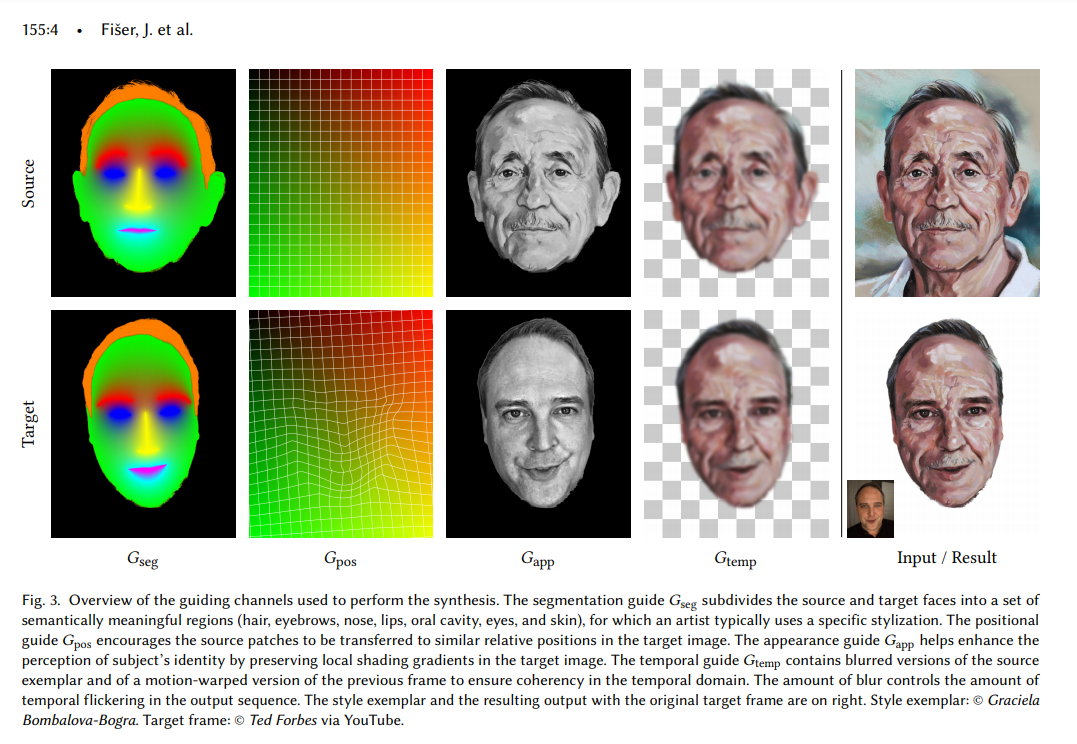 155:4 • Fišer, J. et al.
Source
Target
Gseg
Gpos
Gapp
Gtemp
Input / Result
Fig. 3. Overview of the guiding channels used to perform the synthesis. The segmentation guide Gseg subdivides the source and target faces into a set of
semantically meaningful regions (hair, eyebrows, nose, lips, oral cavity, eyes, and skin), for which an artist typically uses a specific stylization. The positional
guide Gpos encourages the source patches to be transferred to similar relative positions in the target image. The appearance guide Gapp helps enhance the
perception of subject's identity by preserving local shading gradients in the target image. The temporal guide Gtemp contains blurred versions of the source
exemplar and of a motion-warped version of the previous frame to ensure coherency in the temporal domain. The amount of blur controls the amount of
temporal flickering in the output sequence. The style exemplar and the resulting output with the original target frame are on right. Style exemplar: © Graciela
Bombalova-Bogra. Target frame: © Ted Forbes via YouTube.